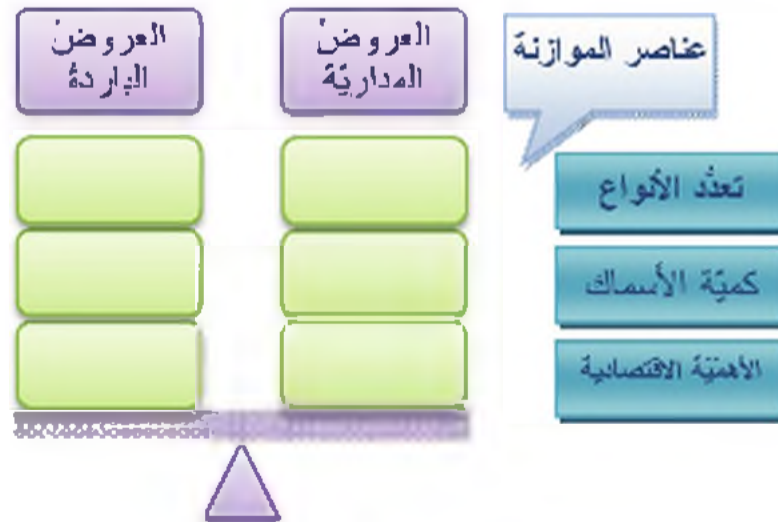 عناصر الموازنة
العروض
المداريّة
العروض
الباردة
تعدّد الأنواع
كميّة الأسماك
الأهميّة الاقتصادية